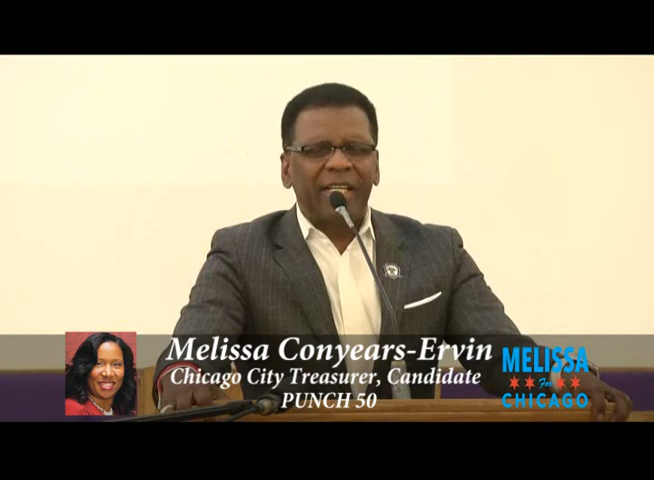 Melissa Conyears-Ervin
Chicago City Treasurer, Candidate
PUNCH 50
MELISSA
For
CHICAGO